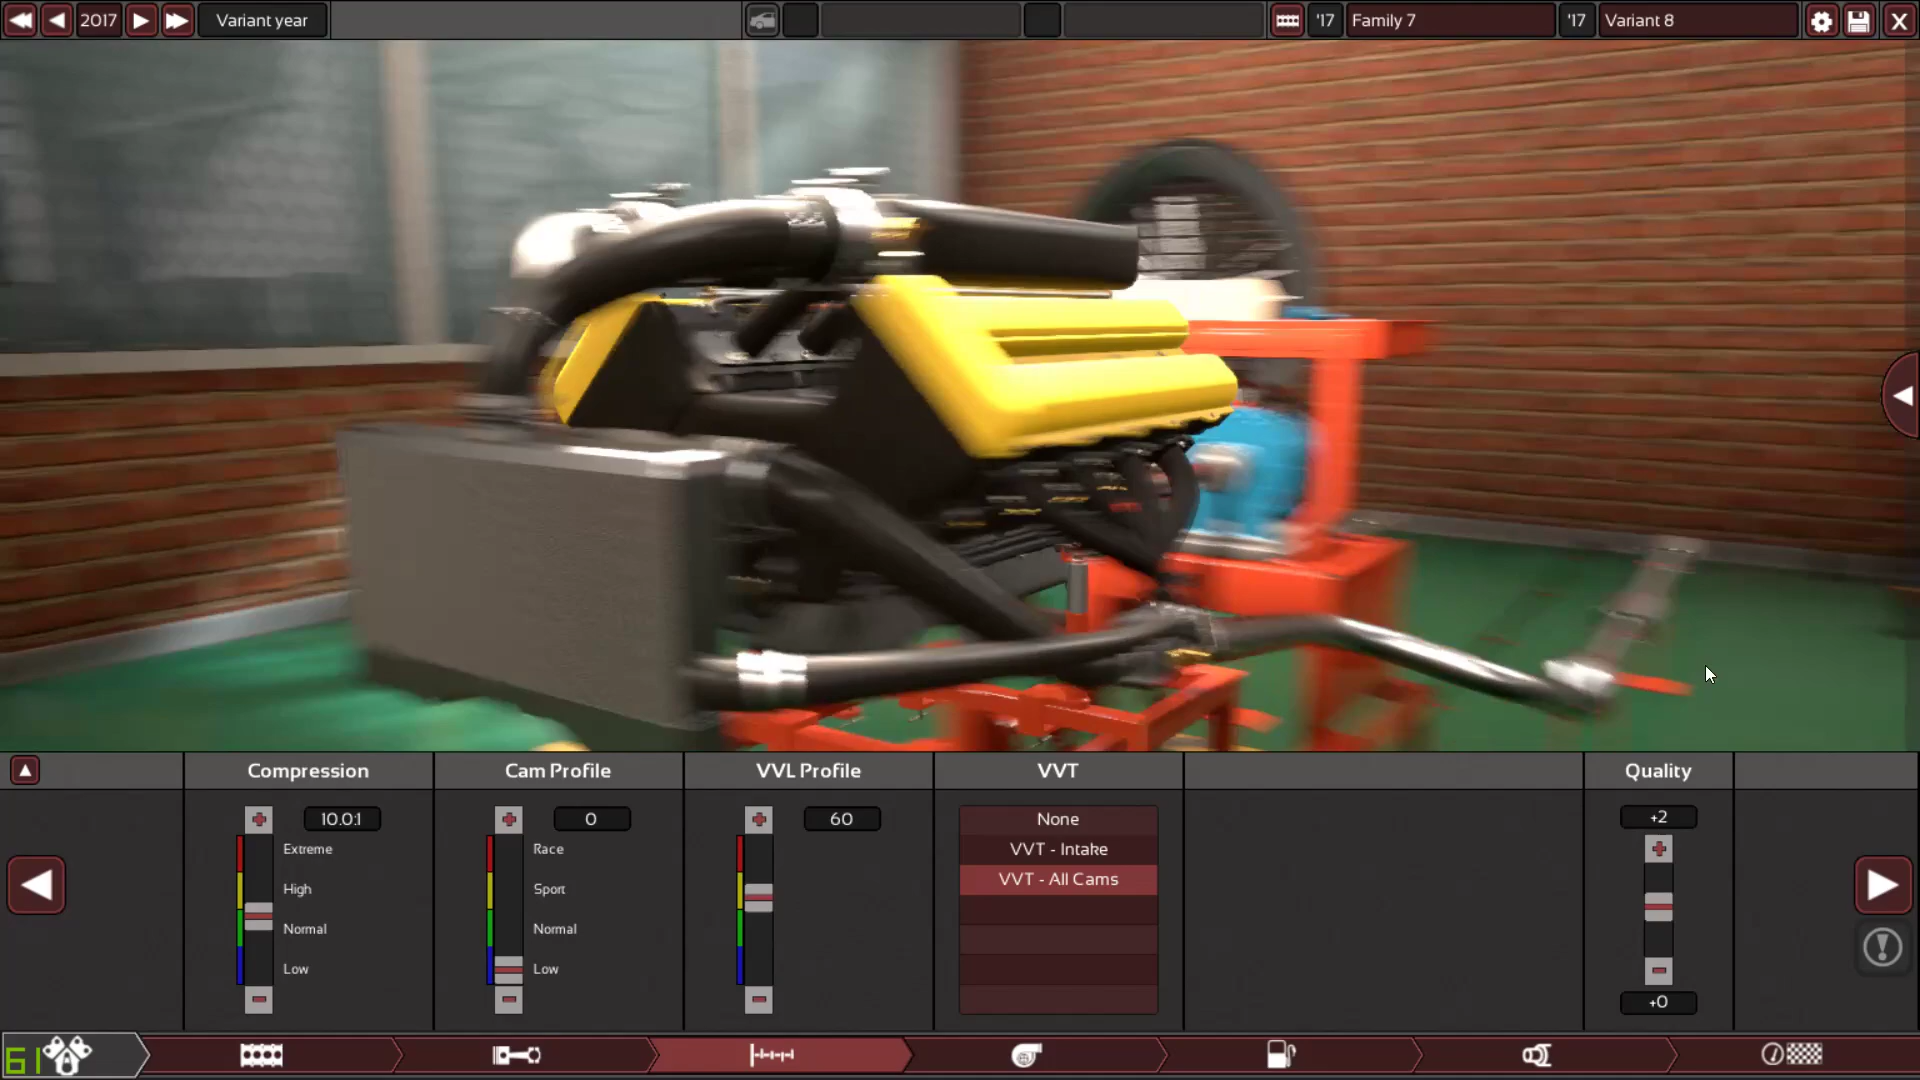 2017
Variant year
'17
Family 7
'17
Variant 8
Compression
Cam Profile
VVL Profile
VVT
Quality
10.0:1
Extreme
High
Normal
Low
0
Race
Sport
Normal
Low
60
None
VVT - Intake
VVT - All Cams
+2
+0
61